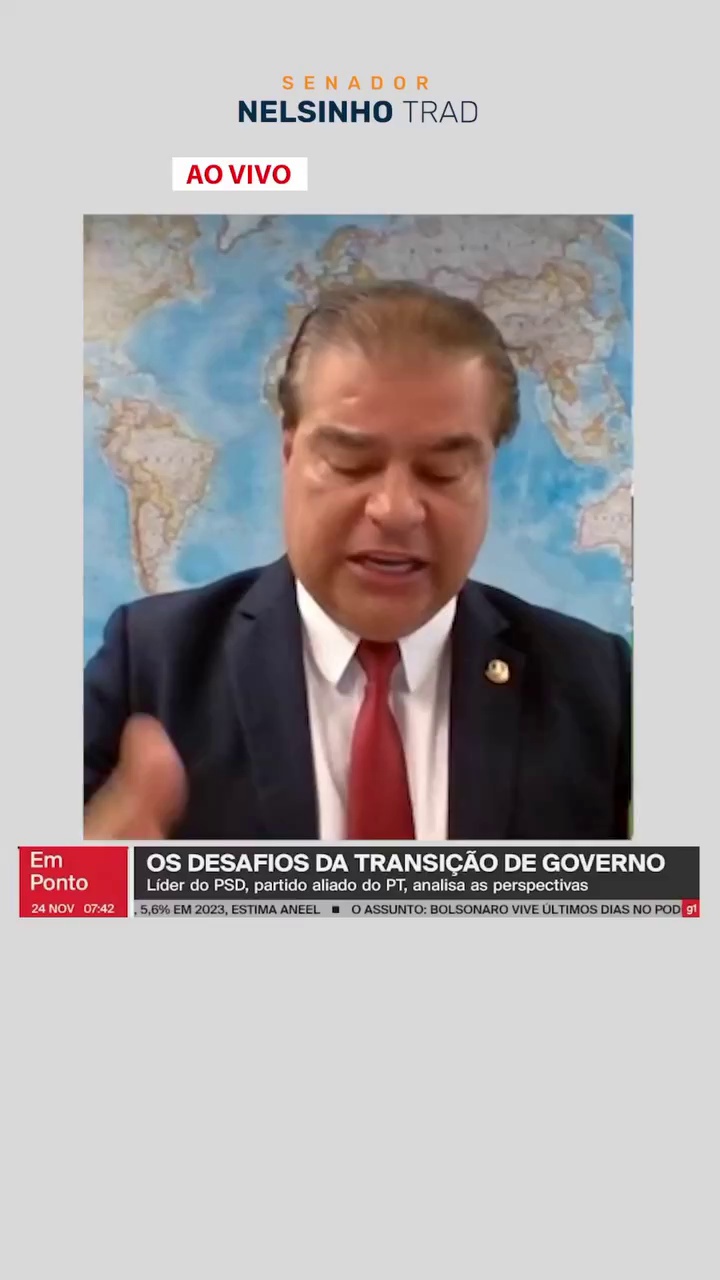 SENADOR
NELSINHO TRAD
AO VIVO
Em
Ponto
OS DESAFIOS DA TRANSIÇÃO DE GOVERNO
Líder do PSD, partido aliado do PT, analisa as perspectivas
24 NOV 07:42
, 5,6% EM 2023, ESTIMA ANEEL ■ O ASSUNTO: BOLSONARO VIVE ÚLTIMOS DIAS NO POD
g1